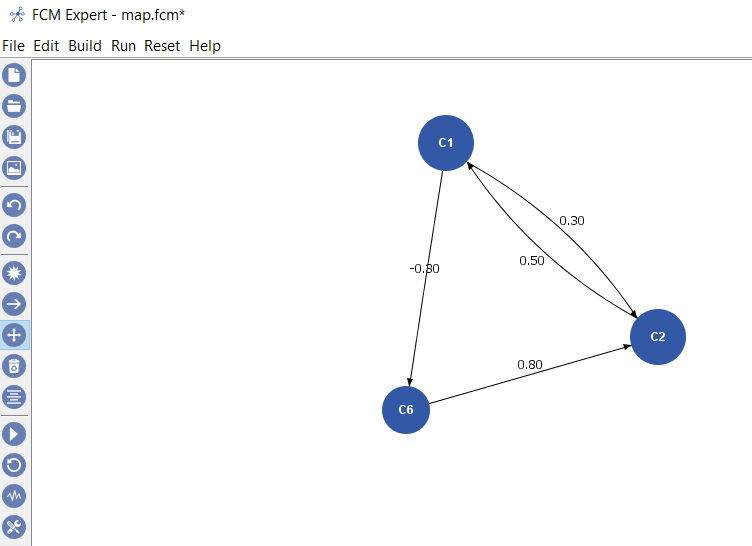 FCM Expert - map.fcm*
File Edit Build Run Reset Help
C1
0.30
0.50
-0.30
C2
0.80
C6